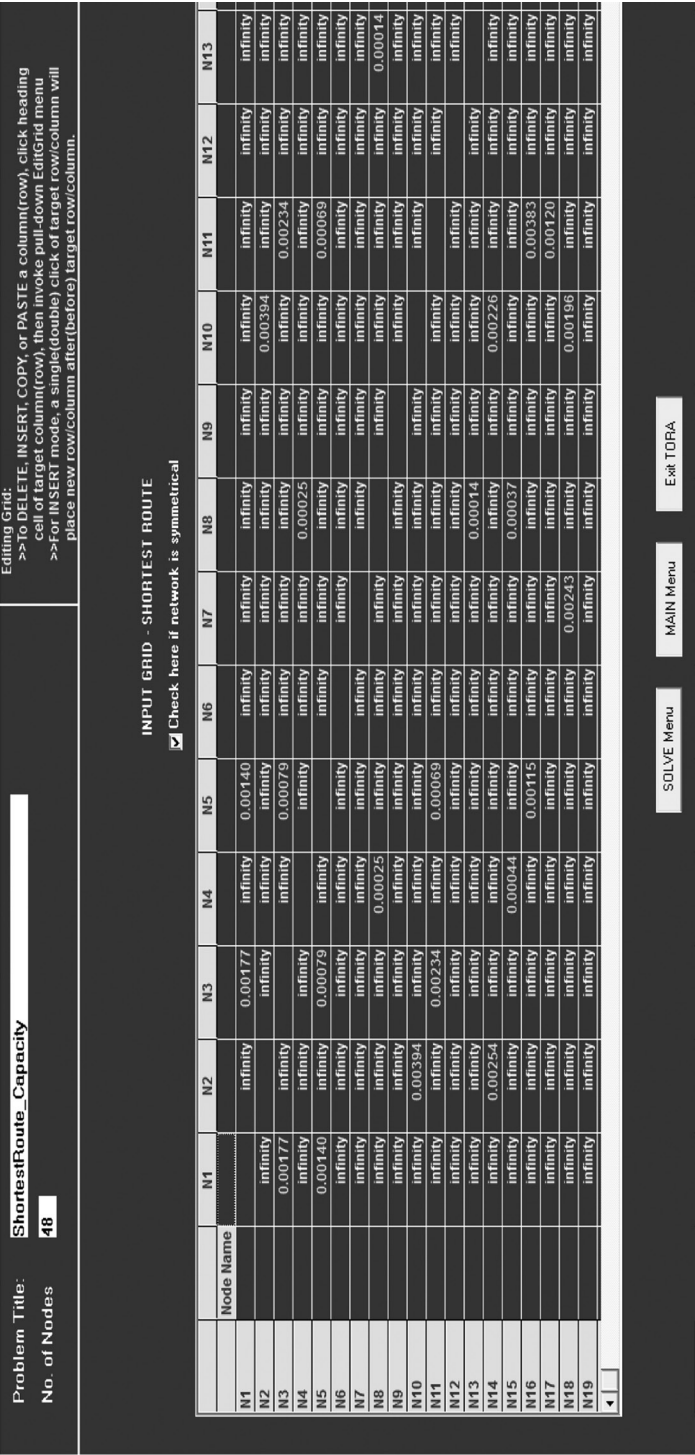 Problem Title: ShortestRoute_Capacity
No. of Nodes 48
Editing Grid:
>>To DELETE, INSERT, COPY, or PASTE a column(row), click heading
cell of target column(row), then invoke pull-down EditGrid menu
>>For INSERT mode, a single(double) click of target row/column will
place new row/column after(before) target row/column.
INPUT GRID - SHORTEST ROUTE
Check here if network is symmetrical
N1 N2 N3 N4 N5 N6 N7 N8 N9 N10 N11 N12 N13
Node Name
N1 infinity 0.00177 infinity 0.00140 infinity infinity infinity infinity infinity infinity infinity infinity
N2 infinity infinity infinity infinity infinity infinity infinity infinity 0.00394 infinity infinity infinity
N3 0.00177 infinity infinity 0.00079 infinity infinity infinity infinity infinity 0.00234 infinity infinity
N4 infinity infinity infinity infinity infinity infinity 0.00025 infinity infinity infinity infinity infinity
N5 0.00140 infinity 0.00079 infinity infinity infinity infinity infinity infinity 0.00069 infinity infinity
N6 infinity infinity infinity infinity infinity infinity infinity infinity infinity infinity infinity infinity
N7 infinity infinity infinity infinity infinity infinity infinity infinity infinity infinity infinity infinity
N8 infinity infinity infinity 0.00025 infinity infinity infinity infinity infinity infinity infinity 0.00014
N9 infinity infinity infinity infinity infinity infinity infinity infinity infinity infinity infinity infinity
N10 infinity 0.00394 infinity infinity infinity infinity infinity infinity infinity infinity infinity infinity
N11 infinity infinity 0.00234 infinity 0.00069 infinity infinity infinity infinity infinity infinity infinity
N12 infinity infinity infinity infinity infinity infinity infinity infinity infinity infinity infinity infinity
N13 infinity infinity infinity infinity infinity infinity infinity 0.00014 infinity infinity infinity infinity
N14 infinity 0.00254 infinity infinity infinity infinity infinity infinity infinity 0.00226 infinity infinity infinity
N15 infinity infinity infinity 0.00044 infinity infinity infinity 0.00037 infinity infinity infinity infinity infinity
N16 infinity infinity infinity infinity 0.00115 infinity infinity infinity infinity infinity 0.00383 infinity infinity
N17 infinity infinity infinity infinity infinity infinity infinity infinity infinity infinity 0.00120 infinity infinity
N18 infinity infinity infinity infinity infinity infinity 0.00243 infinity infinity 0.00196 infinity infinity infinity
N19 infinity infinity infinity infinity infinity infinity infinity infinity infinity infinity infinity infinity infinity
SOLVE Menu MAIN Menu Exit TORA